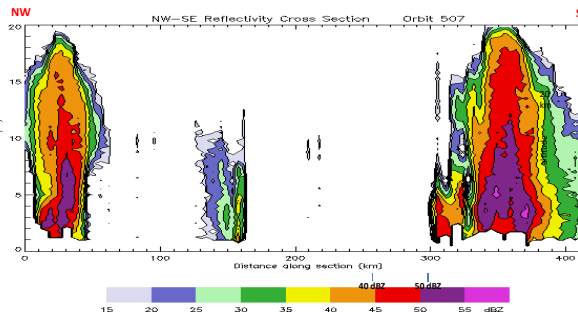 NW
NW-SE Reflectivity Cross Section Orbit 507
20
15
10
5
0
0 100 200 300 400
Distance along section (km)
40 dBZ 50 dBZ
15 20 25 30 35 40 45 50 55 dBZ